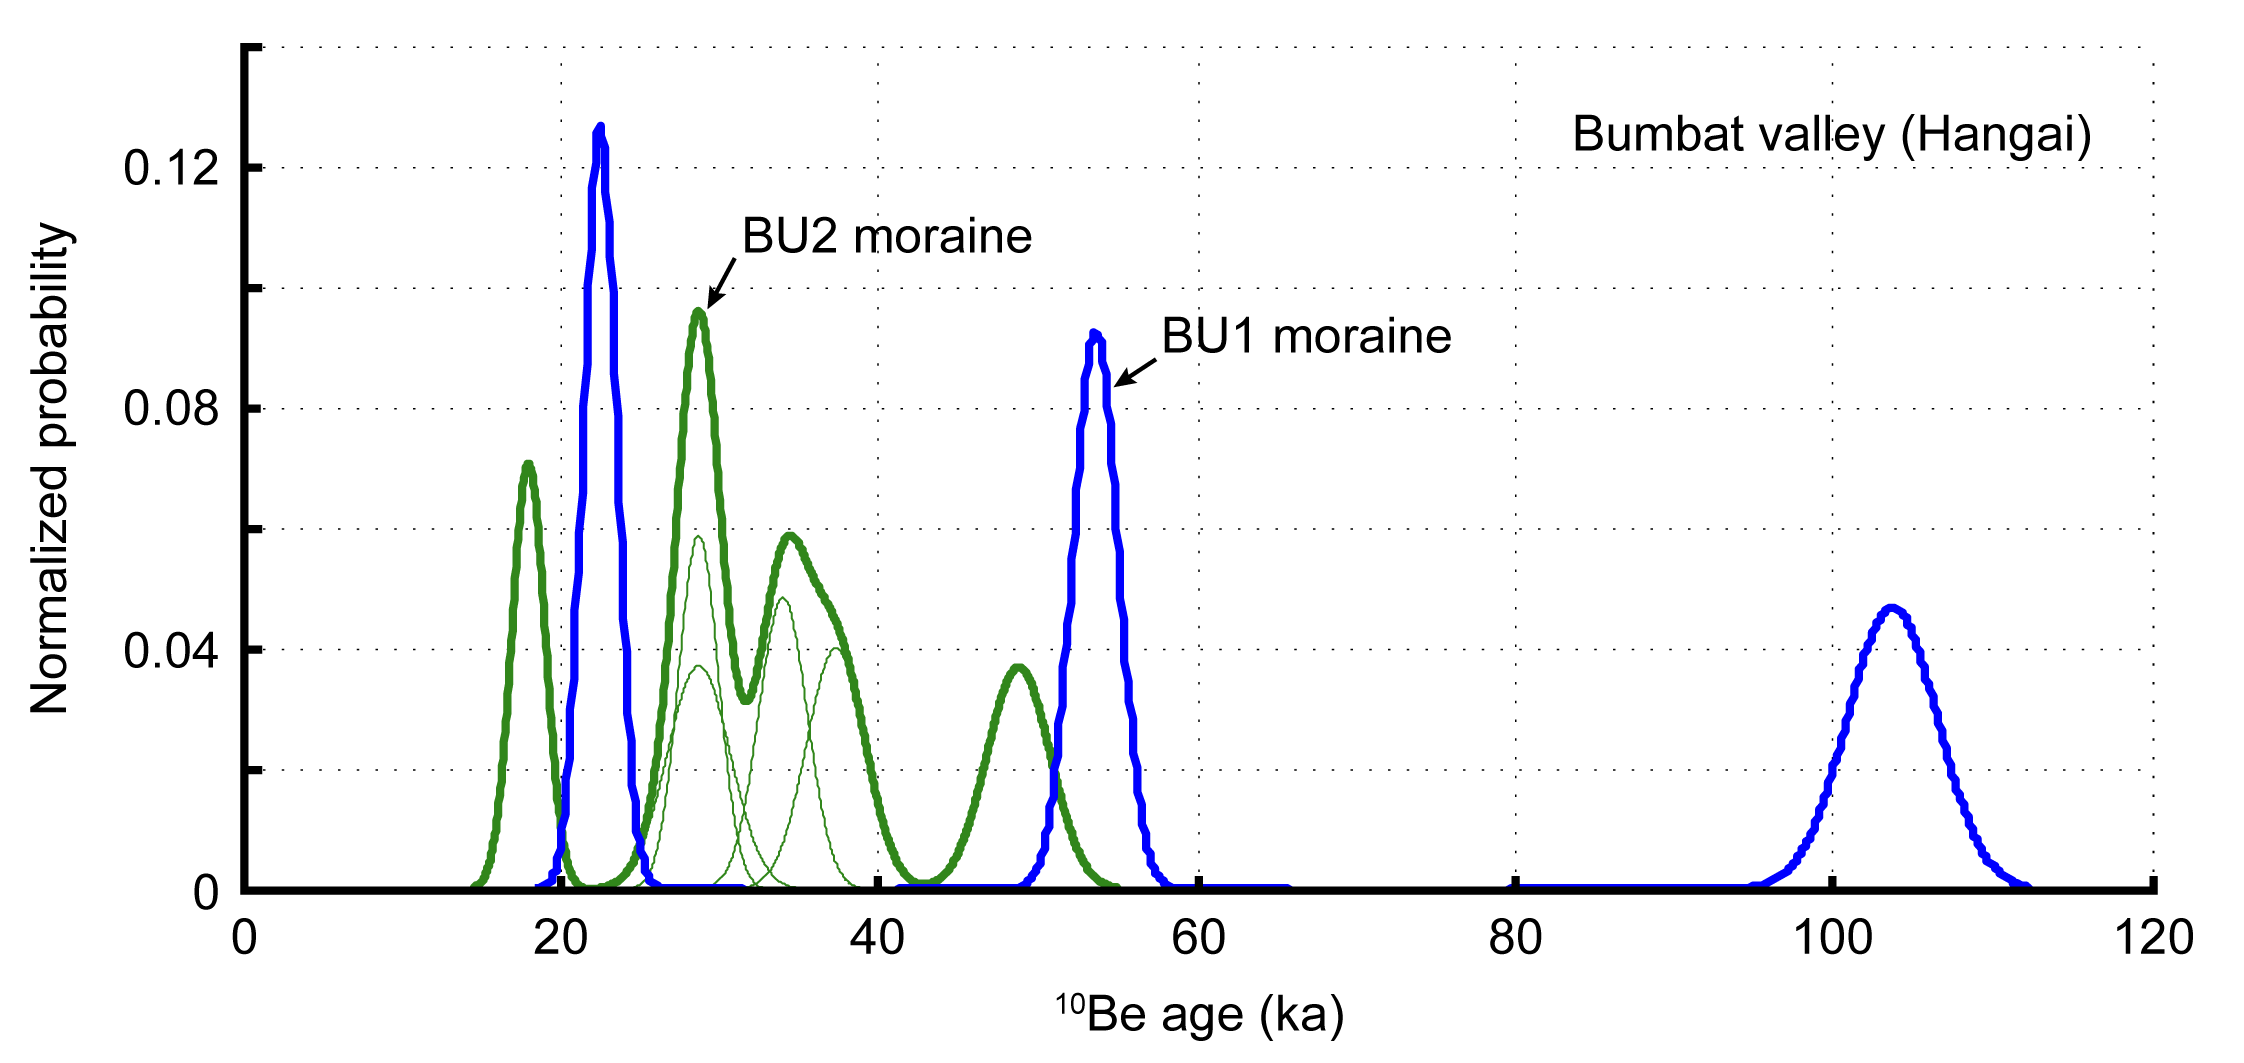 Bumbat valley (Hangai)
BU2 moraine
BU1 moraine
Normalized probability
0.12
0.08
0.04
0
0 20 40 60 80 100 120
¹⁰Be age (ka)